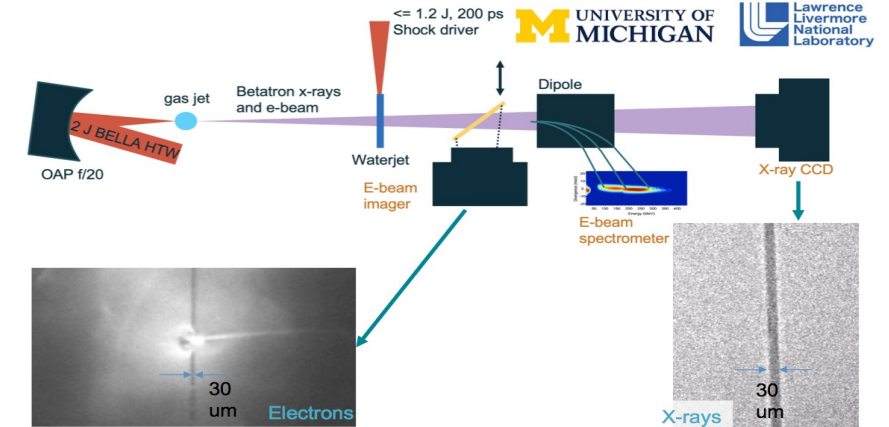 <= 1.2 J, 200 ps
Shock driver
M UNIVERSITY OF
MICHIGAN
Lawrence
Livermore
National
Laboratory
gas jet
Betatron x-rays
and e-beam
Dipole
2 J BELLA HTW
OAP f/20
Waterjet
E-beam
imager
X-ray CCD
Energy (MeV)
E-beam
spectrometer
30
um
Electrons
30
um
X-rays